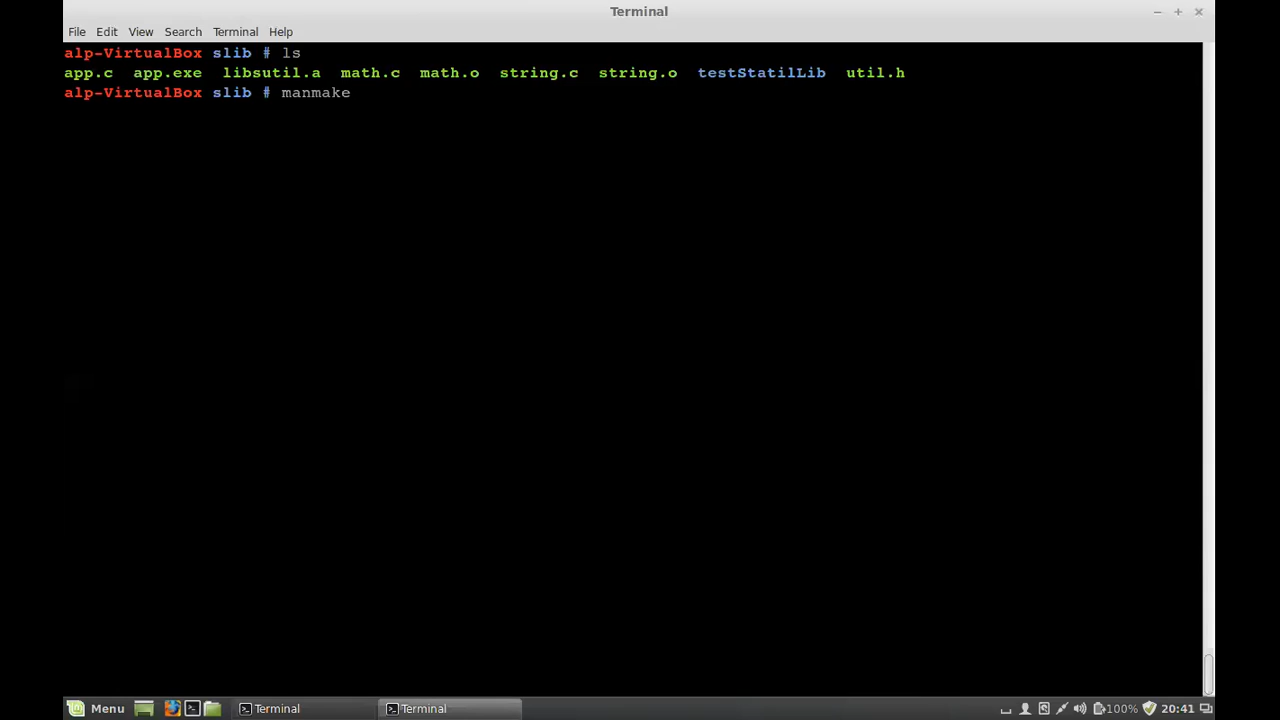 Terminal
File Edit View Search Terminal Help
alp-VirtualBox slib # ls
app.c app.exe libsutil.a math.c math.o string.c string.o testStatilLib util.h
alp-VirtualBox slib # manmake
Menu Terminal Terminal 100% 20:41